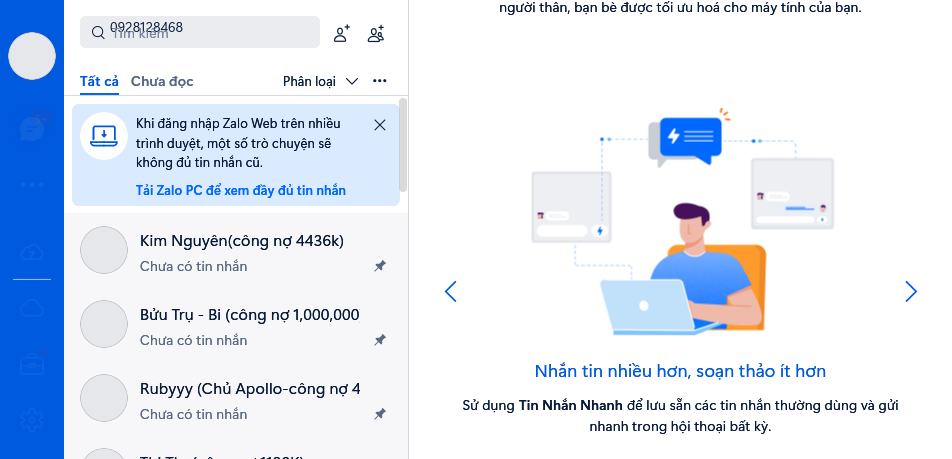 0928128468
Tìm kiếm
Tất cả
Chưa đọc
Phân loại
Khi đăng nhập Zalo Web trên nhiều
trình duyệt, một số trò chuyện sẽ
không đủ tin nhắn cũ.
Tải Zalo PC để xem đầy đủ tin nhắn
Kim Nguyên(công nợ 4436k)
Chưa có tin nhắn
Bửu Trụ - Bi (công nợ 1,000,000
Chưa có tin nhắn
Rubyyy (Chủ Apollo-công nợ 4
Chưa có tin nhắn
người thân, bạn bè được tối ưu hoá cho máy tính của bạn.
Nhắn tin nhiều hơn, soạn thảo ít hơn
Sử dụng Tin Nhắn Nhanh để lưu sẵn các tin nhắn thường dùng và gửi
nhanh trong hội thoại bất kỳ.